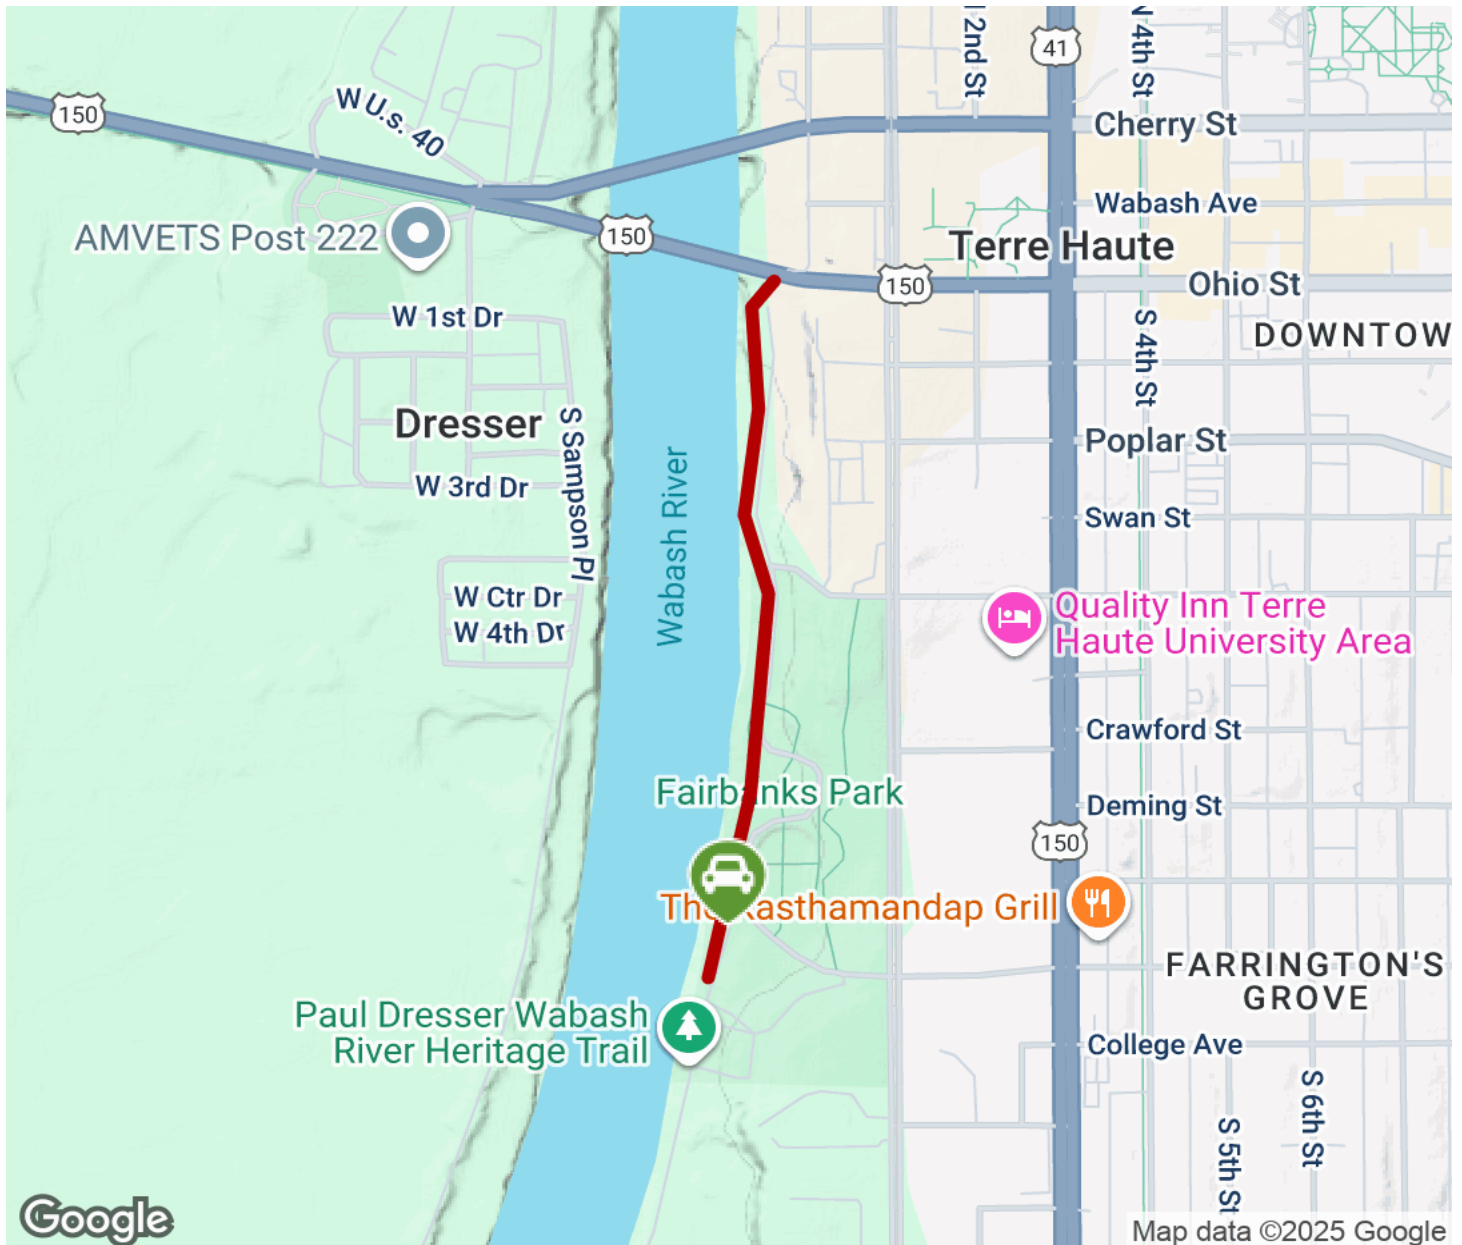 2nd St
41
N 4th St
150
W U.s. 40
Cherry St
Wabash Ave
AMVETS Post 222
150
Terre Haute
150
Ohio St
W 1st Dr
S 4th St
DOWNTOW
Dresser
S Sampson Pl
Poplar St
Wabash River
W 3rd Dr
Swan St
W Ctr Dr
W 4th Dr
Quality Inn Terre
Haute University Area
Crawford St
Fairbanks Park
Deming St
150
The Kasthamandap Grill
FARRINGTON'S
GROVE
Paul Dresser Wabash
River Heritage Trail
College Ave
S 6th St
S 5th St
Google
Map data ©2025 Google